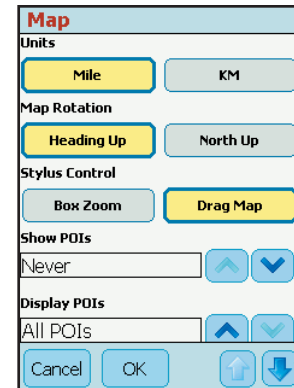 Map
Units
Mile KM
Map Rotation
Heading Up North Up
Stylus Control
Box Zoom Drag Map
Show POIs
Never
Display POIs
All POIs
Cancel OK